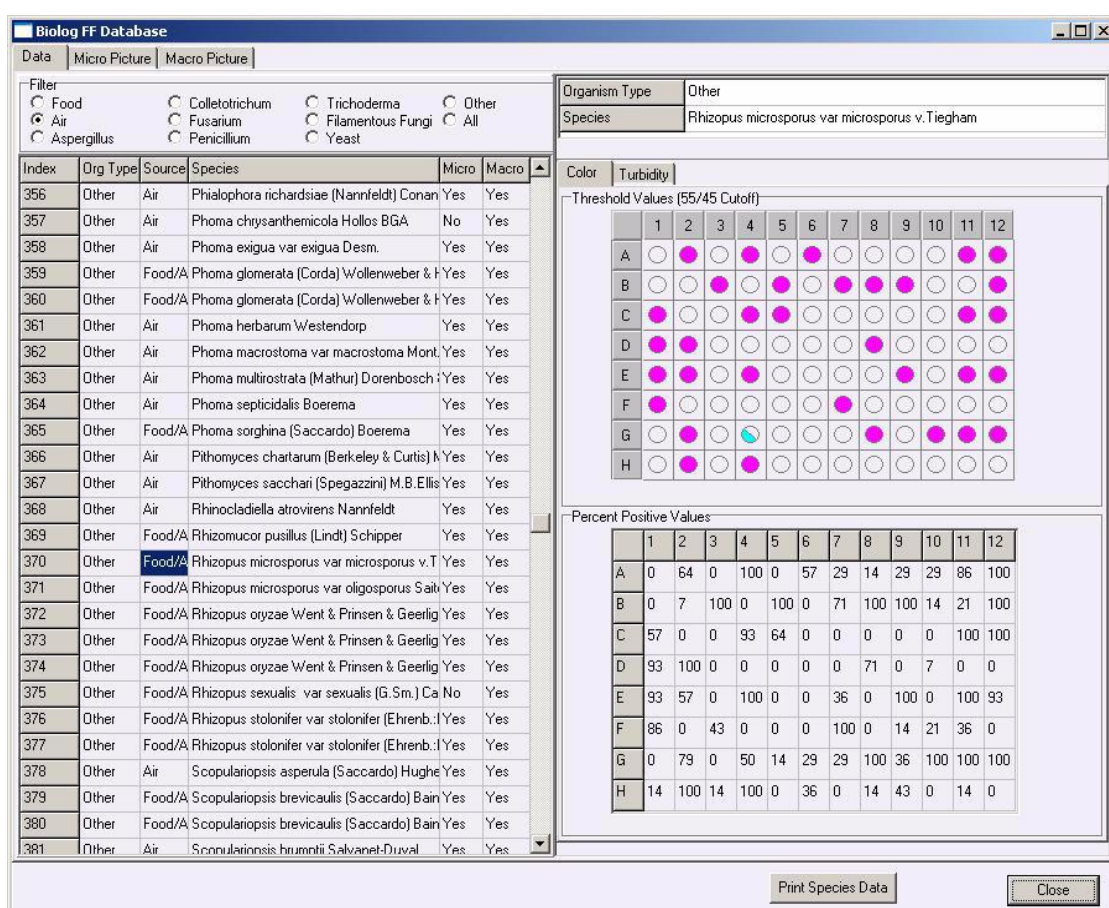 Biolog FF Database
Data Micro Picture Macro Picture
Filter
Food Colletotrichum Trichoderma Other
Air Fusarium Filamentous Fungi All
Aspergillus Penicillium Yeast
Index Org Type Source Species Micro Macro
356 Other Air Phialophora richardsiae (Nannfeldt) Conan Yes Yes
357 Other Air Phoma chrysanthemicola Hollos BGA No Yes
358 Other Air Phoma exigua var exigua Desm. Yes Yes
359 Other Food/A Phoma glomerata (Corda) Wollenweber & H Yes Yes
360 Other Food/A Phoma glomerata (Corda) Wollenweber & H Yes Yes
361 Other Air Phoma herbarum Westendorp Yes Yes
362 Other Air Phoma macrostoma var macrostoma Mont. Yes Yes
363 Other Air Phoma multirostrata (Mathur) Dorenbosch Yes Yes
364 Other Air Phoma septicidalis Boerema Yes Yes
365 Other Food/A Phoma sorghina (Saccardo) Boerema Yes Yes
366 Other Air Pithomyces chartarum (Berkeley & Curtis) M Yes Yes
367 Other Air Pithomyces sacchari (Spegazzini) M.B.Ellis Yes Yes
368 Other Air Rhinocladiella atrovirens Nannfeldt Yes Yes
369 Other Food/A Rhizomucor pusillus (Lindt) Schipper Yes Yes
370 Other Food/A Rhizopus microsporus var microsporus v.T Yes Yes
371 Other Food/A Rhizopus microsporus var oligosporus Saito Yes Yes
372 Other Food/A Rhizopus oryzae Went & Prinsen & Geerlig Yes Yes
373 Other Food/A Rhizopus oryzae Went & Prinsen & Geerlig Yes Yes
374 Other Food/A Rhizopus oryzae Went & Prinsen & Geerlig Yes Yes
375 Other Food/A Rhizopus sexualis var sexualis (G.Sm.) Ca No Yes
376 Other Food/A Rhizopus stolonifer var stolonifer (Ehrenb.: Yes Yes
377 Other Food/A Rhizopus stolonifer var stolonifer (Ehrenb.: Yes Yes
378 Other Air Scopulariopsis asperula (Saccardo) Hughe Yes Yes
379 Other Food/A Scopulariopsis brevicaulis (Saccardo) Bain Yes Yes
380 Other Food/A Scopulariopsis brevicaulis (Saccardo) Bain Yes Yes
381 Other Air Scopulariopsis brumptii Salvanet-Duval Yes Yes
Organism Type Other
Species Rhizopus microsporus var microsporus v.Tiegham
Color Turbidity
Threshold Values (55/45 Cutoff)
1 2 3 4 5 6 7 8 9 10 11 12
A
B
C
D
E
F
G
H
Percent Positive Values
1 2 3 4 5 6 7 8 9 10 11 12
A 0 64 0 100 0 57 29 14 29 29 86 100
B 0 7 100 0 100 0 71 100 100 14 21 100
C 57 0 0 93 64 0 0 0 0 0 100 100
D 93 100 0 0 0 0 0 71 0 7 0 0
E 93 57 0 100 0 0 36 0 100 0 100 93
F 86 0 43 0 0 0 100 0 14 21 36 0
G 0 79 0 50 14 29 29 100 36 100 100 100
H 14 100 14 100 0 36 0 14 43 0 14 0
Print Species Data Close